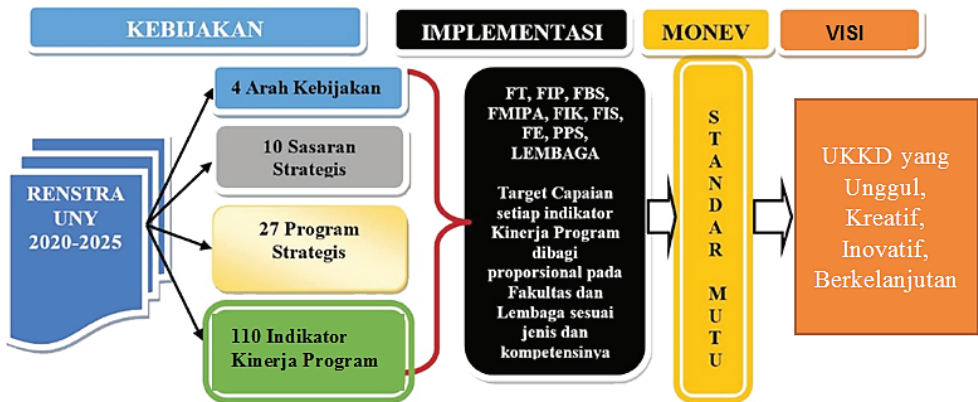 KEBIJAKAN
IMPLEMENTASI
MONEV
VISI
RENSTRA
UNY
2020-2025
4 Arah Kebijakan
10 Sasaran
Strategis
27 Program
Strategis
110 Indikator
Kinerja Program
FT, FIP, FBS,
FMIPA, FIK, FIS,
FE, PPS,
LEMBAGA
Target Capaian
setiap indikator
Kinerja Program
dibagi
proporsional pada
Fakultas dan
Lembaga sesuai
jenis dan
kompetensinya
S
T
A
N
D
A
R
M
U
T
U
UKKD yang
Unggul,
Kreatif,
Inovatif,
Berkelanjutan